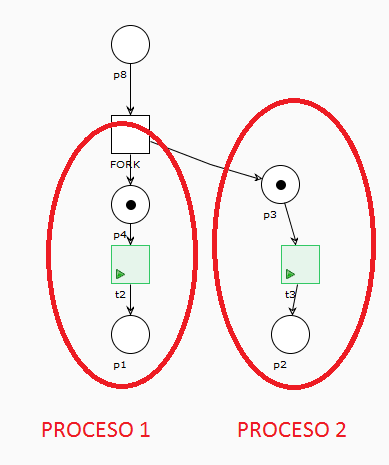 p8
FORK
p4
p3
t2
t3
p1
p2
PROCESO 1
PROCESO 2